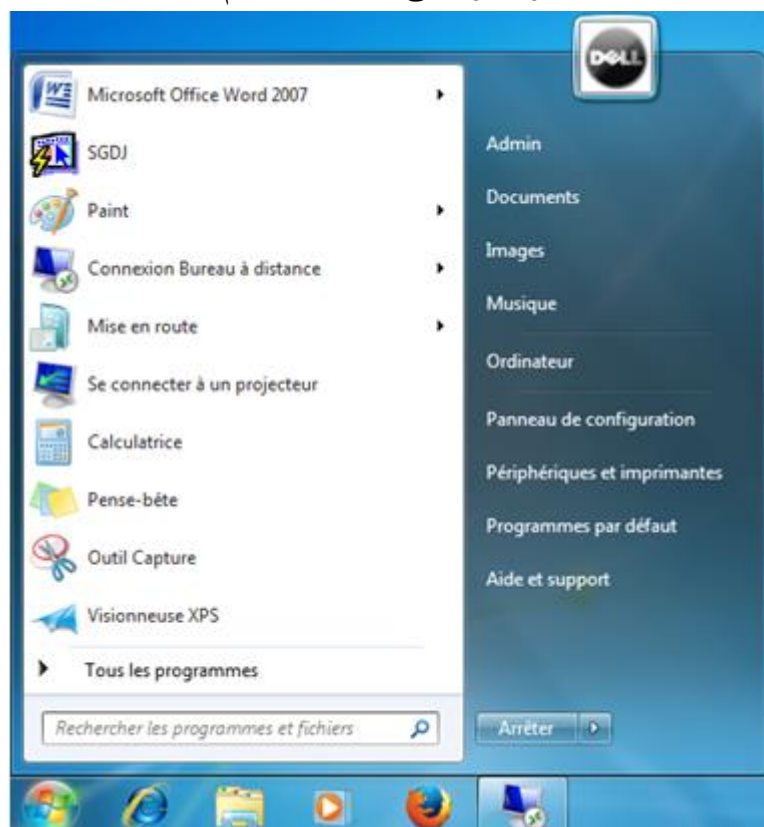 DELL
Microsoft Office Word 2007
SGDJ
Paint
Connexion Bureau à distance
Mise en route
Se connecter à un projecteur
Calculatrice
Pense-bête
Outil Capture
Visionneuse XPS
Tous les programmes
Rechercher les programmes et fichiers
Admin
Documents
Images
Musique
Ordinateur
Panneau de configuration
Périphériques et imprimantes
Programmes par défaut
Aide et support
Arrêter